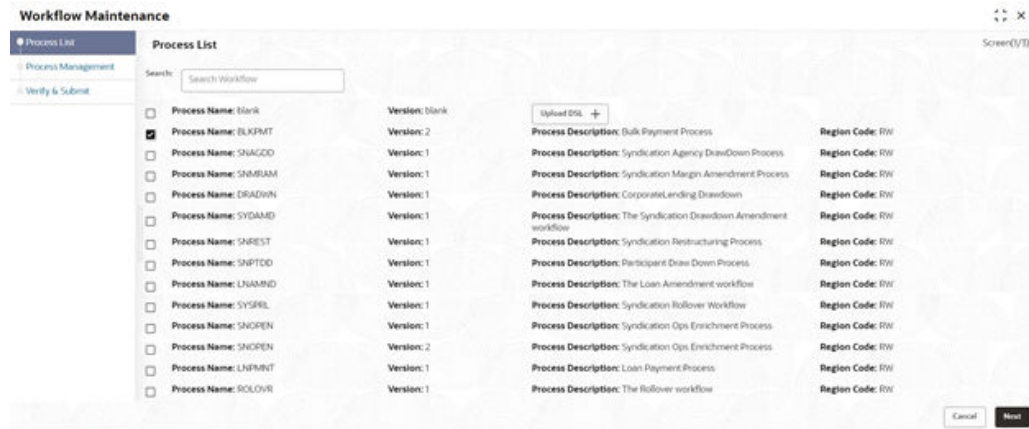 Workflow Maintenance
Process List
Process Management
Verify & Submit
Process List
Screen(1/3)
Search:
Search Workflow
Process Name: blank Version: blank Upload DSL +
Process Name: BLKPMT Version: 2 Process Description: Bulk Payment Process Region Code: RW
Process Name: SNAGDD Version: 1 Process Description: Syndication Agency DrawDown Process Region Code: RW
Process Name: SNMRAM Version: 1 Process Description: Syndication Margin Amendment Process Region Code: RW
Process Name: DRADWN Version: 1 Process Description: CorporateLending Drawdown Region Code: RW
Process Name: SYDAMD Version: 1 Process Description: The Syndication Drawdown Amendment Region Code: RW
workflow
Process Name: SNREST Version: 1 Process Description: Syndication Restructuring Process Region Code: RW
Process Name: SNPTDD Version: 1 Process Description: Participant Draw Down Process Region Code: RW
Process Name: LNAMND Version: 1 Process Description: The Loan Amendment workflow Region Code: RW
Process Name: SYSPRL Version: 1 Process Description: Syndication Rollover Workflow Region Code: RW
Process Name: SNOPEN Version: 1 Process Description: Syndication Ops Enrichment Process Region Code: RW
Process Name: SNOPEN Version: 2 Process Description: Syndication Ops Enrichment Process Region Code: RW
Process Name: LNPMNT Version: 1 Process Description: Loan Payment Process Region Code: RW
Process Name: ROLOVR Version: 1 Process Description: The Rollover workflow Region Code: RW
Cancel Next